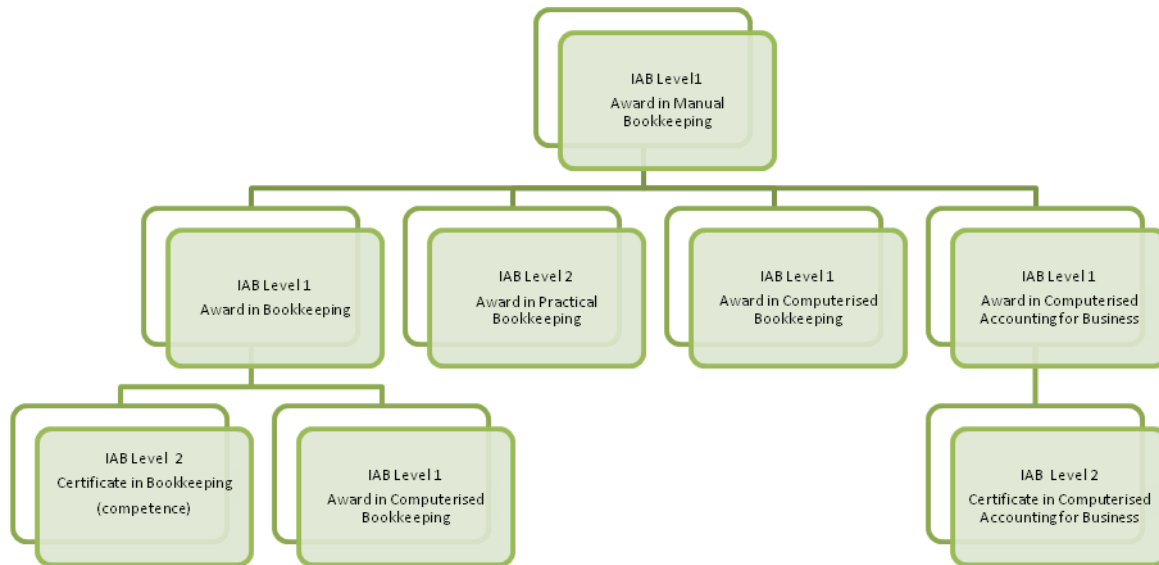 IAB Level1
Award in Manual
Bookkeeping
IAB Level 1
Award in Bookkeeping
IAB Level 2
Award in Practical
Bookkeeping
IAB Level 1
Award in Computerised
Bookkeeping
IAB Level 1
Award in Computerised
Accounting for Business
IAB Level 2
Certificate in Bookkeeping
(competence)
IAB Level 1
Award in Computerised
Bookkeeping
IAB Level 2
Certificate in Computerised
Accounting for Business